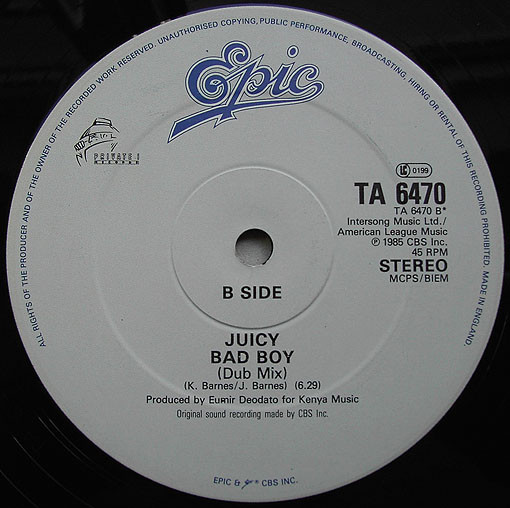 ALL RIGHTS OF THE PRODUCER AND OF THE OWNER OF THE RECORDED WORK RESERVED. UNAUTHORISED COPYING, PUBLIC PERFORMANCE, BROADCASTING, HIRING OR RENTAL OF THIS RECORDING PROHIBITED. MADE IN ENGLAND.
Epic
PRIVATE I
RECORDS
LC 0199
TA 6470
TA 6470 B*
Intersong Music Ltd./
American League Music
℗ 1985 CBS Inc.
45 RPM
STEREO
MCPS/BIEM
B SIDE
JUICY
BAD BOY
(Dub Mix)
(K. Barnes/J. Barnes) (6.29)
Produced by Eumir Deodato for Kenya Music
Original sound recording made by CBS Inc.
EPIC & ® CBS INC.